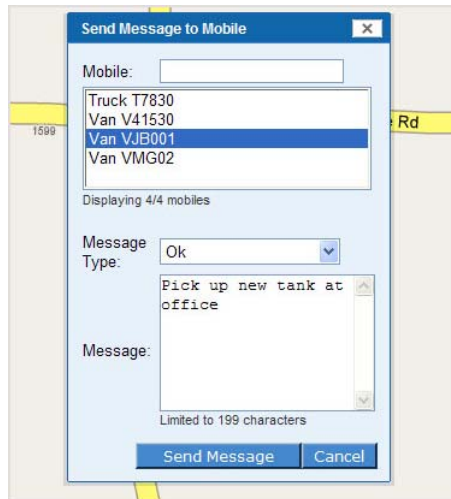 Send Message to Mobile
Mobile:
Truck T7830
Van V41530
Van VJB001
Van VMG02
1599
Rd
Displaying 4/4 mobiles
Message
Type:
Ok
Pick up new tank at
office
Message:
Limited to 199 characters
Send Message
Cancel